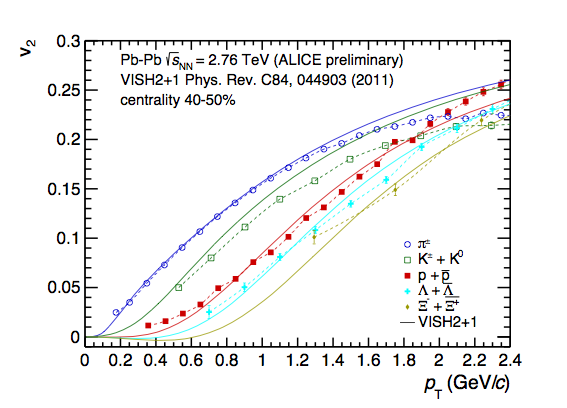 v₂
0.3
0.25
0.2
0.15
0.1
0.05
0
Pb-Pb √sNN = 2.76 TeV (ALICE preliminary)
VISH2+1 Phys. Rev. C84, 044903 (2011)
centrality 40-50%
π±
K± + K⁰
p + p̅
Λ + Λ̅
Ξ⁻ + Ξ̅⁺
VISH2+1
0 0.2 0.4 0.6 0.8 1 1.2 1.4 1.6 1.8 2 2.2 2.4
pT (GeV/c)